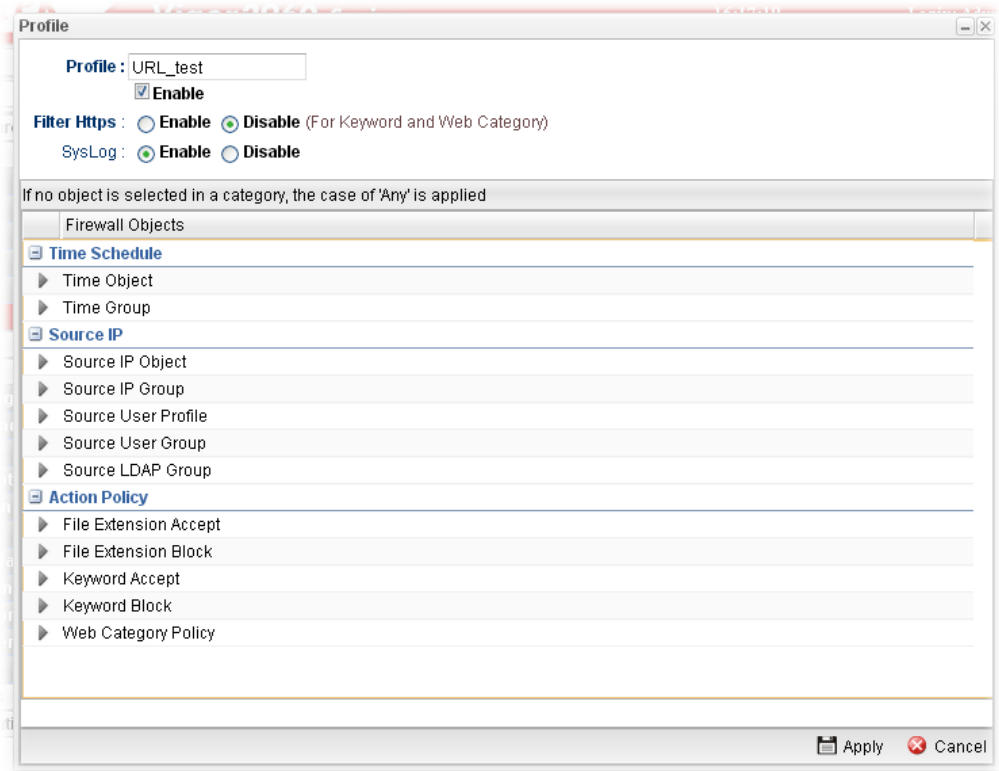 Profile
Profile : URL_test
Enable
Filter Https : Enable Disable (For Keyword and Web Category)
SysLog : Enable Disable
If no object is selected in a category, the case of 'Any' is applied
Firewall Objects
Time Schedule
Time Object
Time Group
Source IP
Source IP Object
Source IP Group
Source User Profile
Source User Group
Source LDAP Group
Action Policy
File Extension Accept
File Extension Block
Keyword Accept
Keyword Block
Web Category Policy
Apply Cancel